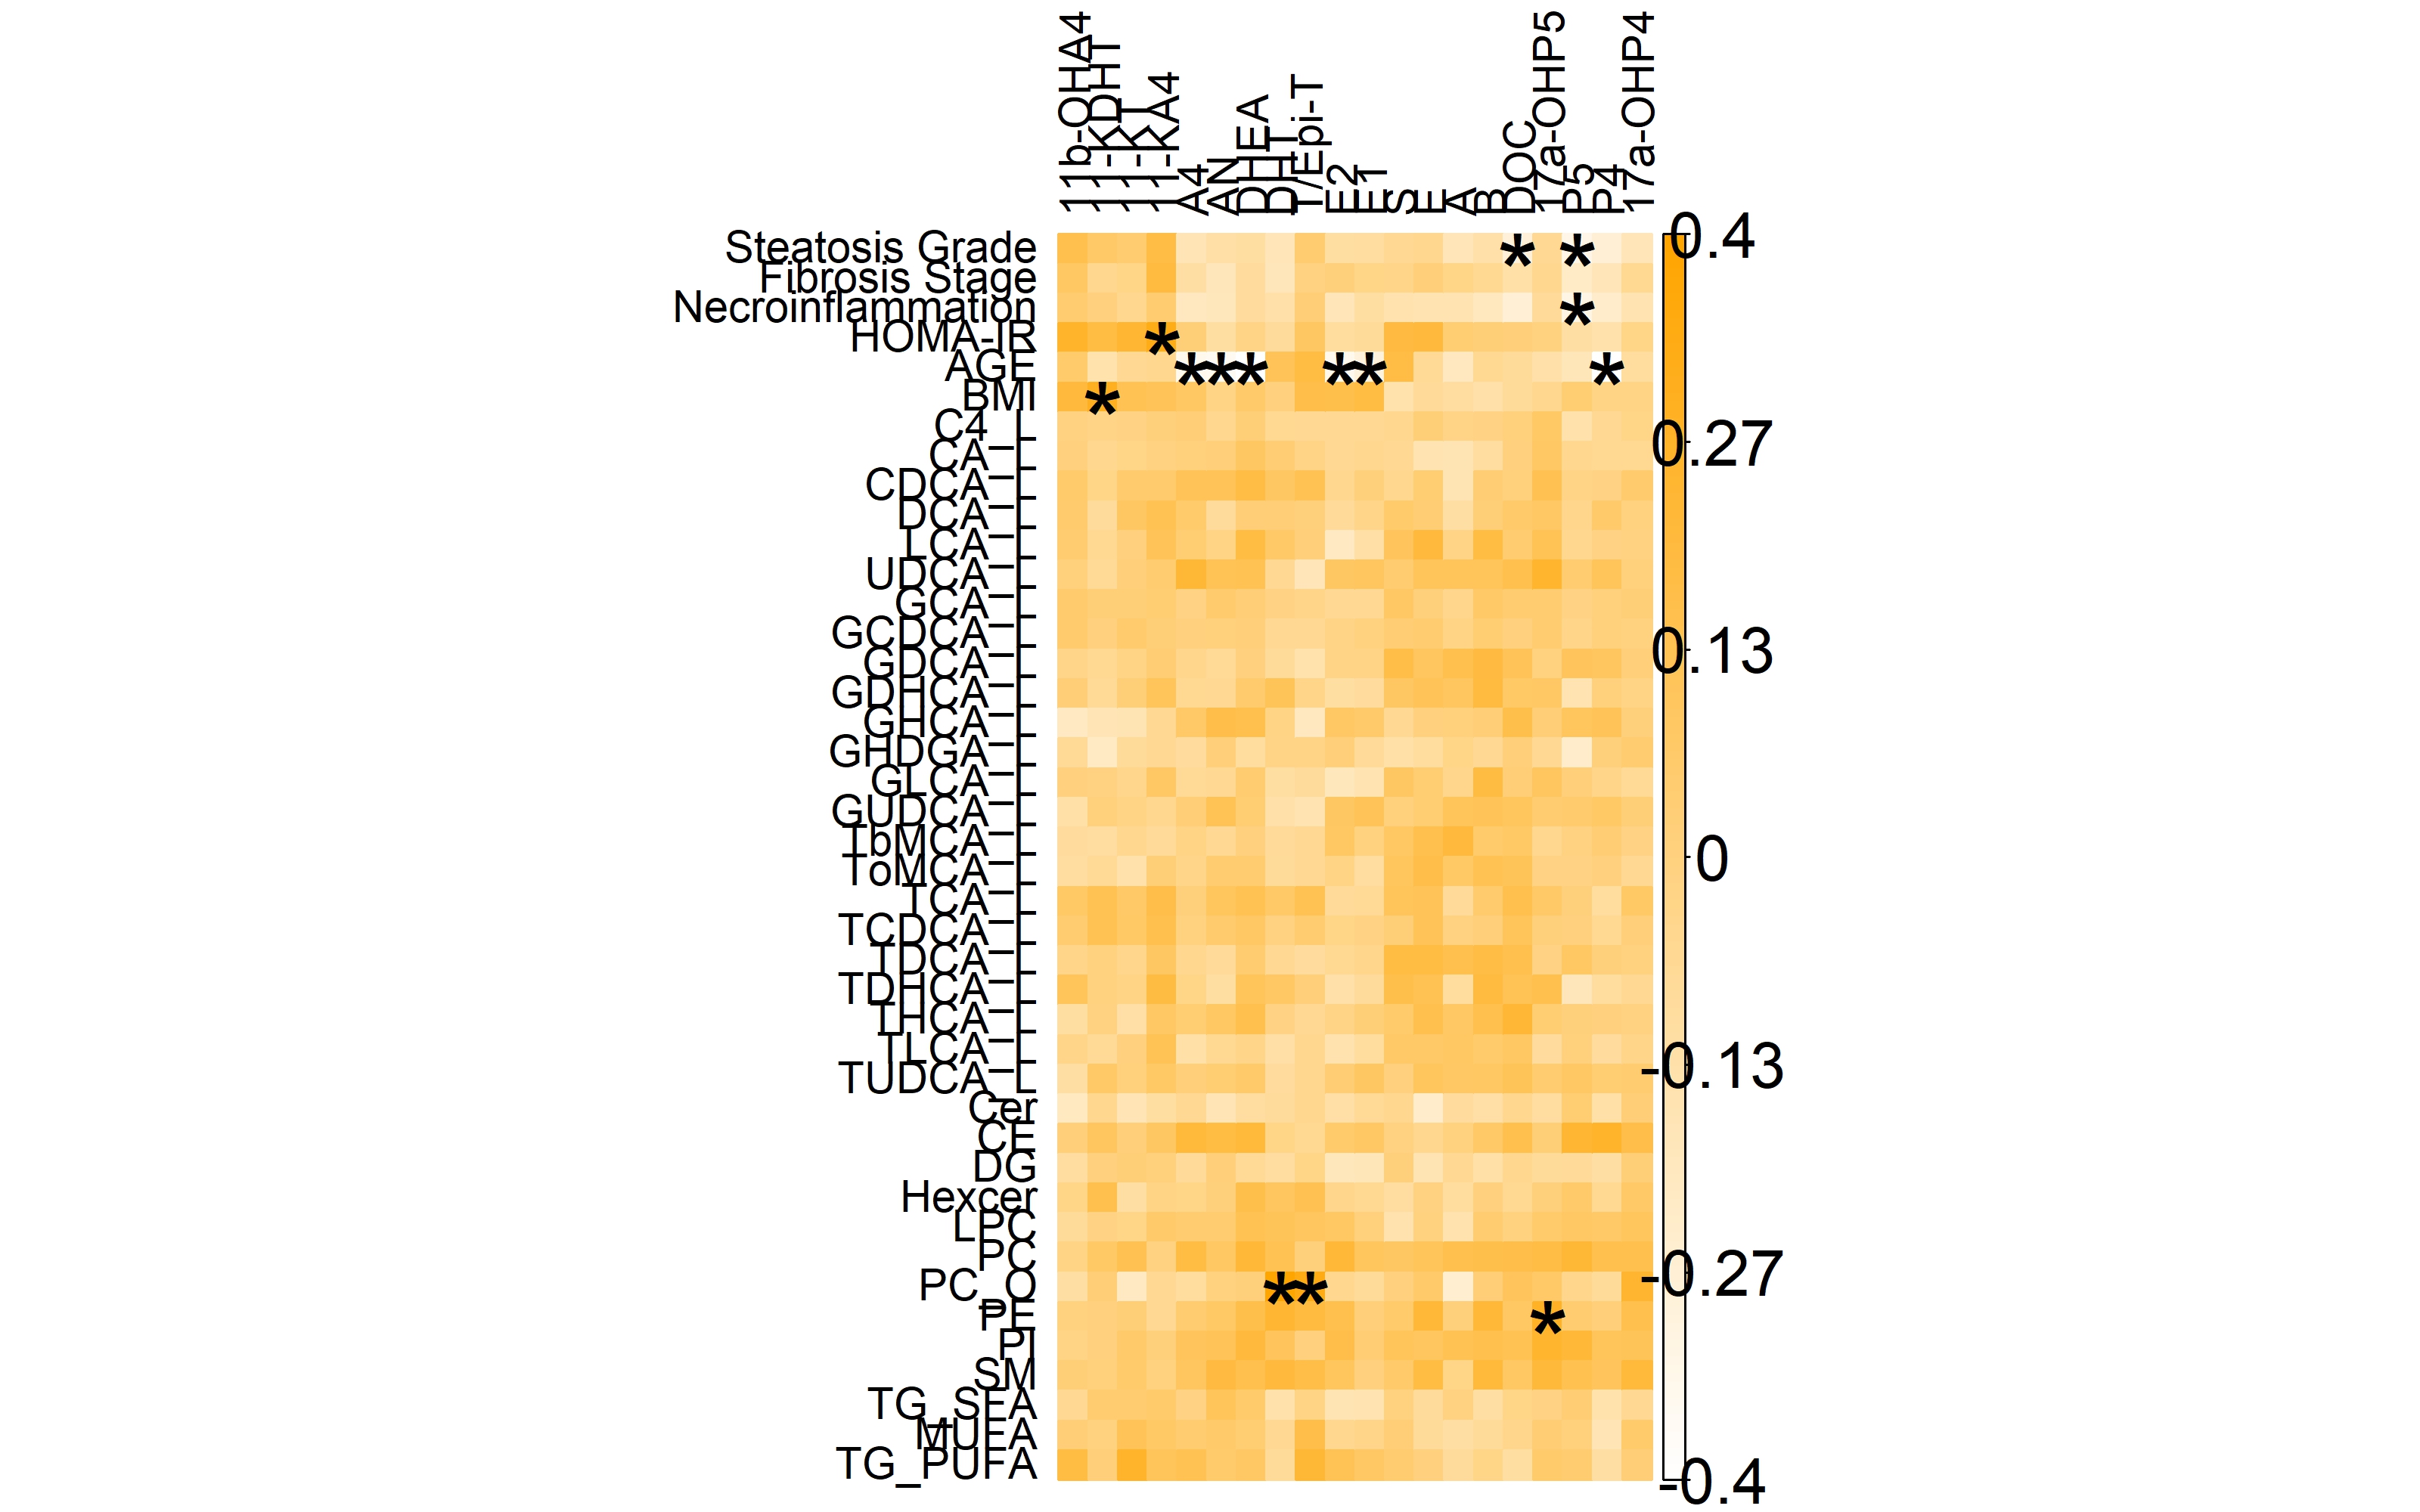 11b-OHA4
11-KDHT
11-KT
11-KA4
A4
AN
DHEA
DHT
T/Epi-T
E2
E1
S
E
A
B
DOC
17a-OHP5
P5
P4
17a-OHP4
Steatosis Grade
Fibrosis Stage
Necroinflammation
HOMA-IR
AGE
BMI
C4_L
CA_L
CDCA_L
DCA_L
LCA_L
UDCA_L
GCA_L
GCDCA_L
GDCA_L
GDHCA_L
GHCA_L
GHDGA_L
GLCA_L
GUDCA_L
TbMCA_L
ToMCA_L
TCA_L
TCDCA_L
TDCA_L
TDHCA_L
THCA_L
TLCA_L
TUDCA_L
Cer
CE
DG
Hexcer
LPC
PC
PC_O
PE
PI
SM
TG_SFA
MUFA
TG_PUFA
* *
*
*
*** ** *
*
**
*
0.4
0.27
0.13
0
-0.13
-0.27
-0.4